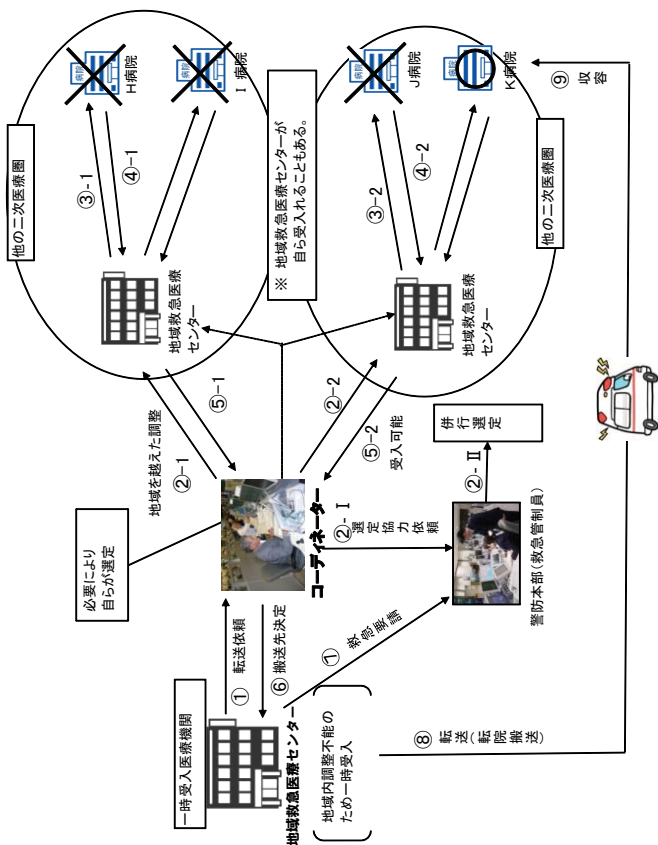 一時受入医療機関
地域救急医療センター
地域内調整不能の
ため一時受入
① 転送依頼
⑥ 搬送先決定
⑦ 救急要請
⑧ 転送(転院搬送)
必要により
自らが選定
コーディネーター
②-Ⅰ
選定協力依頼
警防本部(救急管制員)
②-Ⅱ
併行
選定
地域を越えた調整
②-1
⑤-1
②-2
⑤-2
受入可能
他の二次医療圏
地域救急医療
センター
③-1
④-1
病院
H病院
病院
I病院
※ 地域救急医療センターが
自ら受入れることもある。
地域救急医療
センター
③-2
④-2
病院
J病院
病院
K病院
他の二次医療圏
⑨
収容